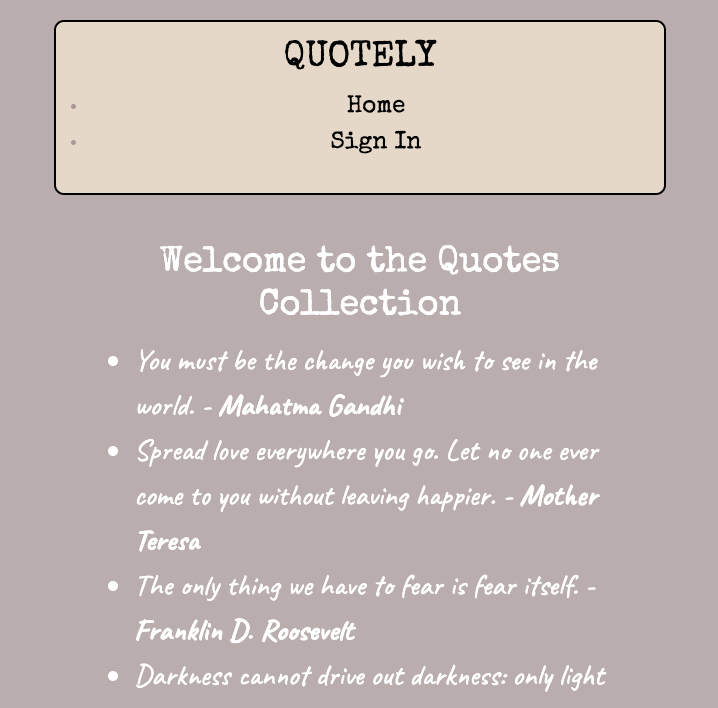 QUOTELY
Home
Sign In
Welcome to the Quotes
Collection
You must be the change you wish to see in the
world. - Mahatma Gandhi
Spread love everywhere you go. Let no one ever
come to you without leaving happier. - Mother
Teresa
The only thing we have to fear is fear itself. -
Franklin D. Roosevelt
Darkness cannot drive out darkness: only light